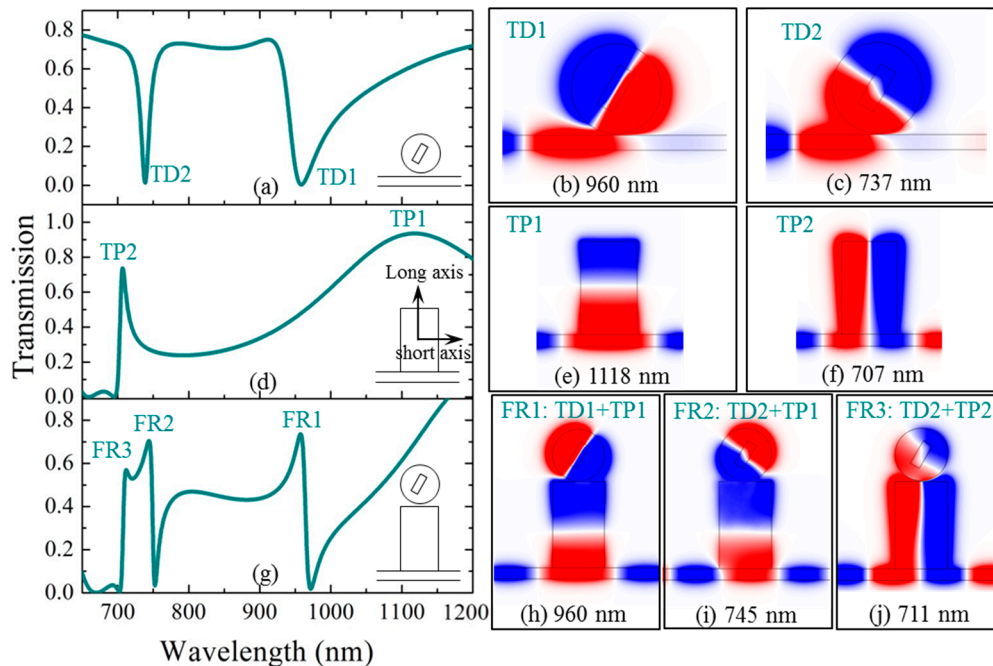 Transmission
0.8
0.6
0.4
0.2
0.0
TD2
(a)
TD1
1.0
0.8
0.6
0.4
0.2
0.0
TP2
TP1
Long axis
short axis
(d)
0.8
0.6
0.4
0.2
0.0
FR3
FR2
FR1
(g)
700 800 900 1000 1100 1200
Wavelength (nm)
TD1
(b) 960 nm
TD2
(c) 737 nm
TP1
(e) 1118 nm
TP2
(f) 707 nm
FR1: TD1+TP1
(h) 960 nm
FR2: TD2+TP1
(i) 745 nm
FR3: TD2+TP2
(j) 711 nm